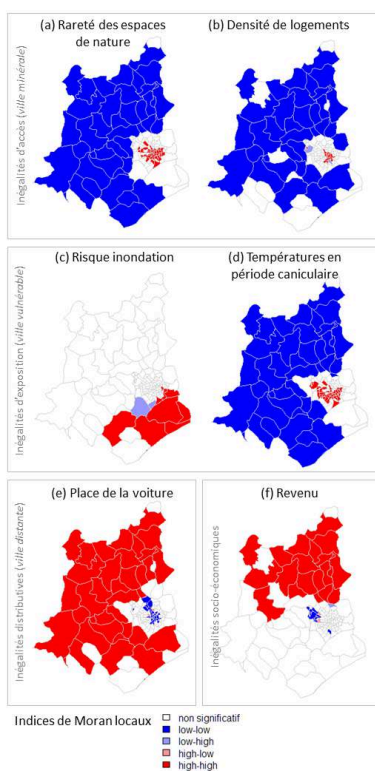 (a) Rareté des espaces
de nature
(b) Densité de logements
Inégalités d'accès (ville minérale)
(c) Risque inondation
(d) Températures en
période caniculaire
Inégalités d'exposition (ville vulnérable)
(e) Place de la voiture
(f) Revenu
Inégalités distributives (ville distante)
Inégalités socio-économiques
Indices de Moran locaux
non significatif
low-low
low-high
high-low
high-high